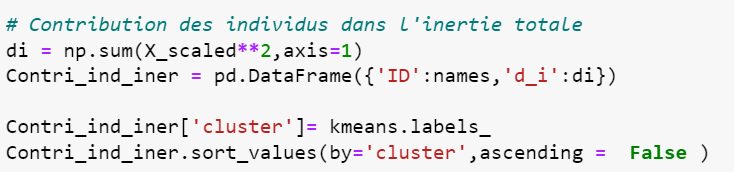 # Contribution des individus dans l'inertie totale
di = np.sum(X_scaled**2,axis=1)
Contri_ind_iner = pd.DataFrame({'ID':names,'d_i':di})
Contri_ind_iner['cluster']= kmeans.labels_
Contri_ind_iner.sort_values(by='cluster',ascending =  False )